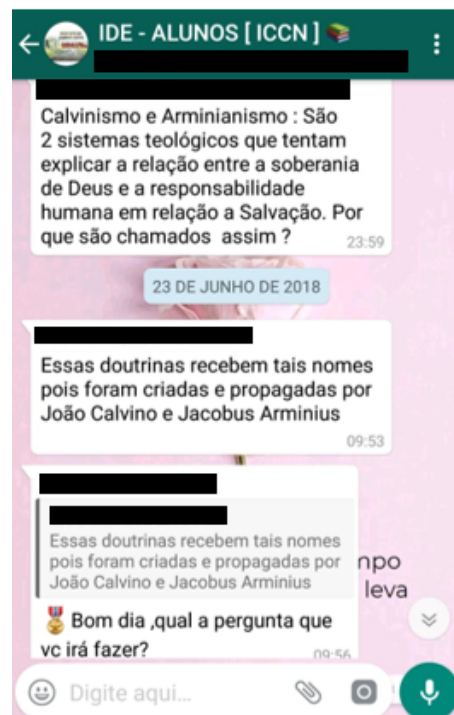 IDE - ALUNOS [ ICCN ] 📚
Calvinismo e Arminianismo : São
2 sistemas teológicos que tentam
explicar a relação entre a soberania
de Deus e a responsabilidade
humana em relação a Salvação. Por
que são chamados assim ?
23:59
23 DE JUNHO DE 2018
Essas doutrinas recebem tais nomes
pois foram criadas e propagadas por
João Calvino e Jacobus Arminius
09:53
Essas doutrinas recebem tais nomes
pois foram criadas e propagadas por
João Calvino e Jacobus Arminius
mpo
leva
🎖 Bom dia ,qual a pergunta que
vc irá fazer?
09:56
Digite aqui...